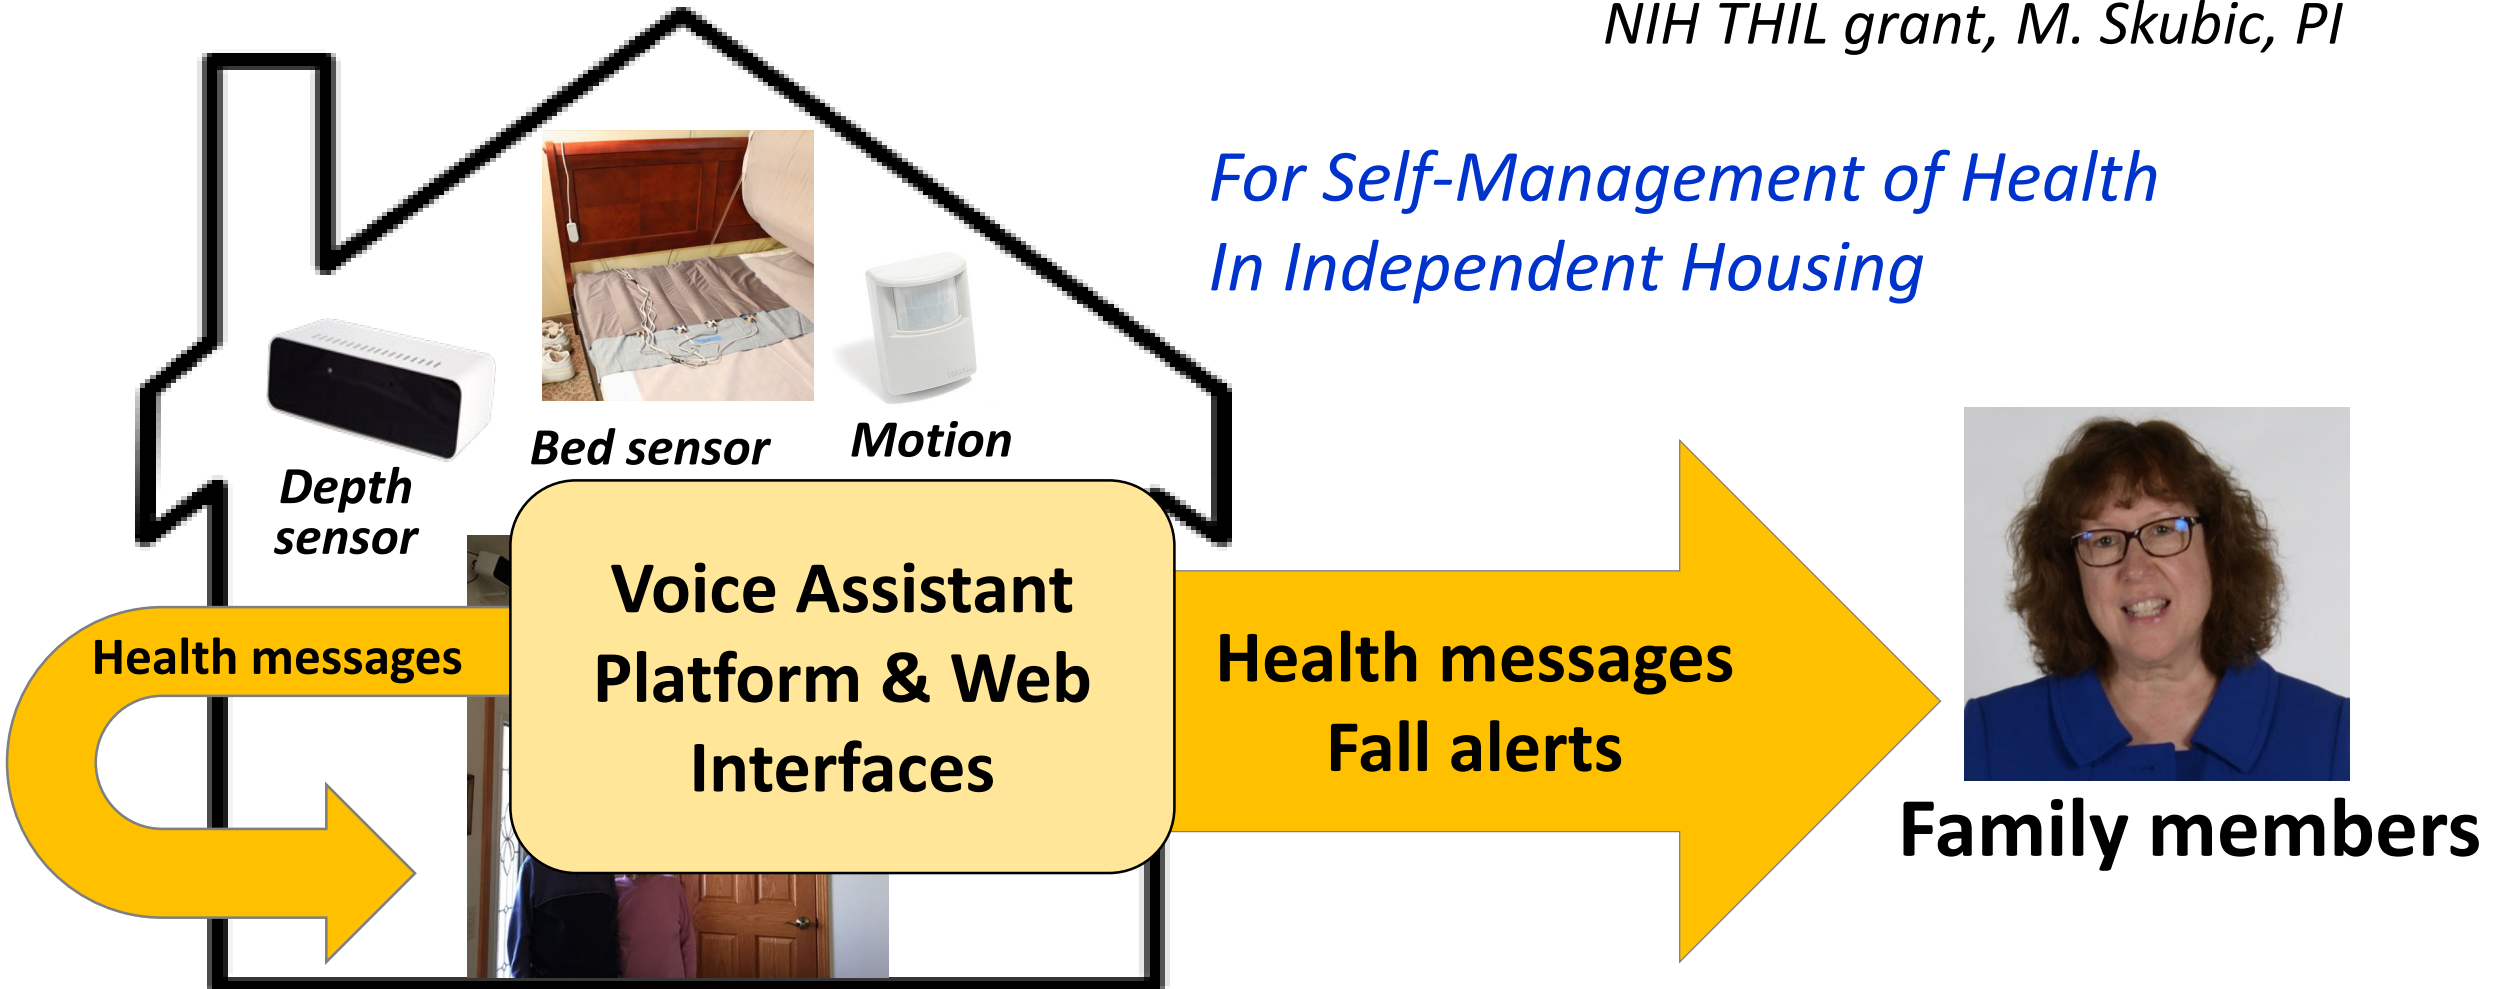 NIH THIL grant, M. Skubic, PI
For Self-Management of Health
In Independent Housing
Bed sensor
Motion
Depth
sensor
Voice Assistant
Platform & Web
Interfaces
Health messages
Health messages
Fall alerts
Family members